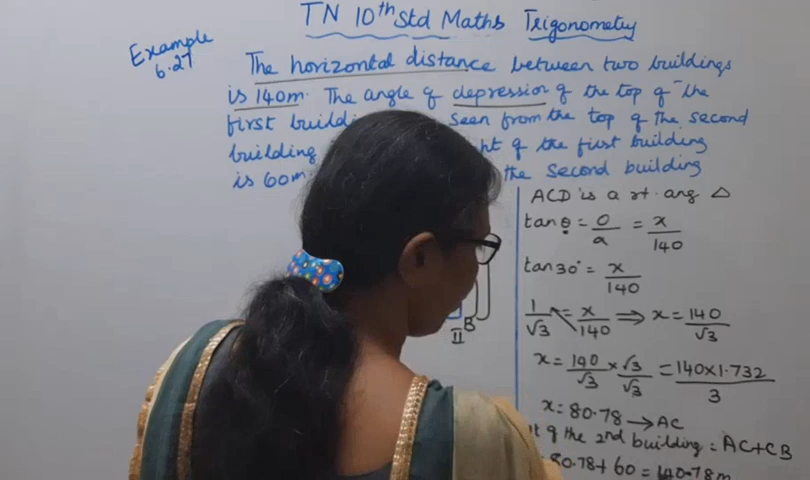 TN 10th Std Maths Trigonometry
Example
6.27
The horizontal distance between two buildings
is 140m. The angle of depression of the top of the
first seen from the top of the second
building of the first building
is 60m the second building
ACD is a rt. ang △
tanθ = O/a = x/140
tan30° = x/140
1/√3 = x/140 ⟹ x = 140/√3
x = 140/√3 × √3/√3 = 140×1.732/3
x = 80.78 → AC
of the 2nd building = AC+CB
80.78 + 60 = 140.78m
B
II